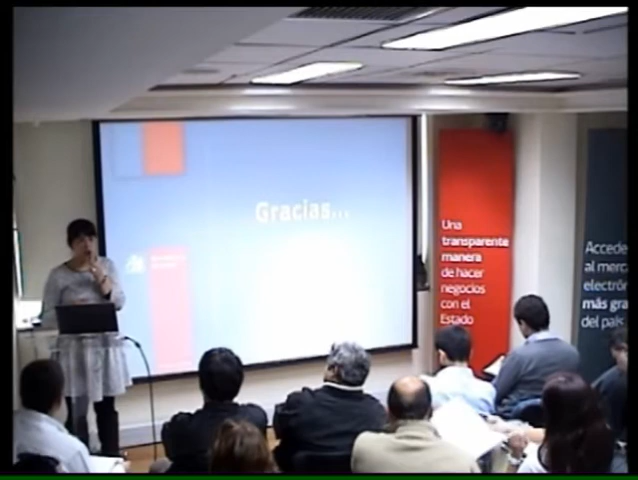 Gracias...
Una
transparente
manera
de hacer
negocios
con el
Estado
Accede
al merc
electró
más gra
del país